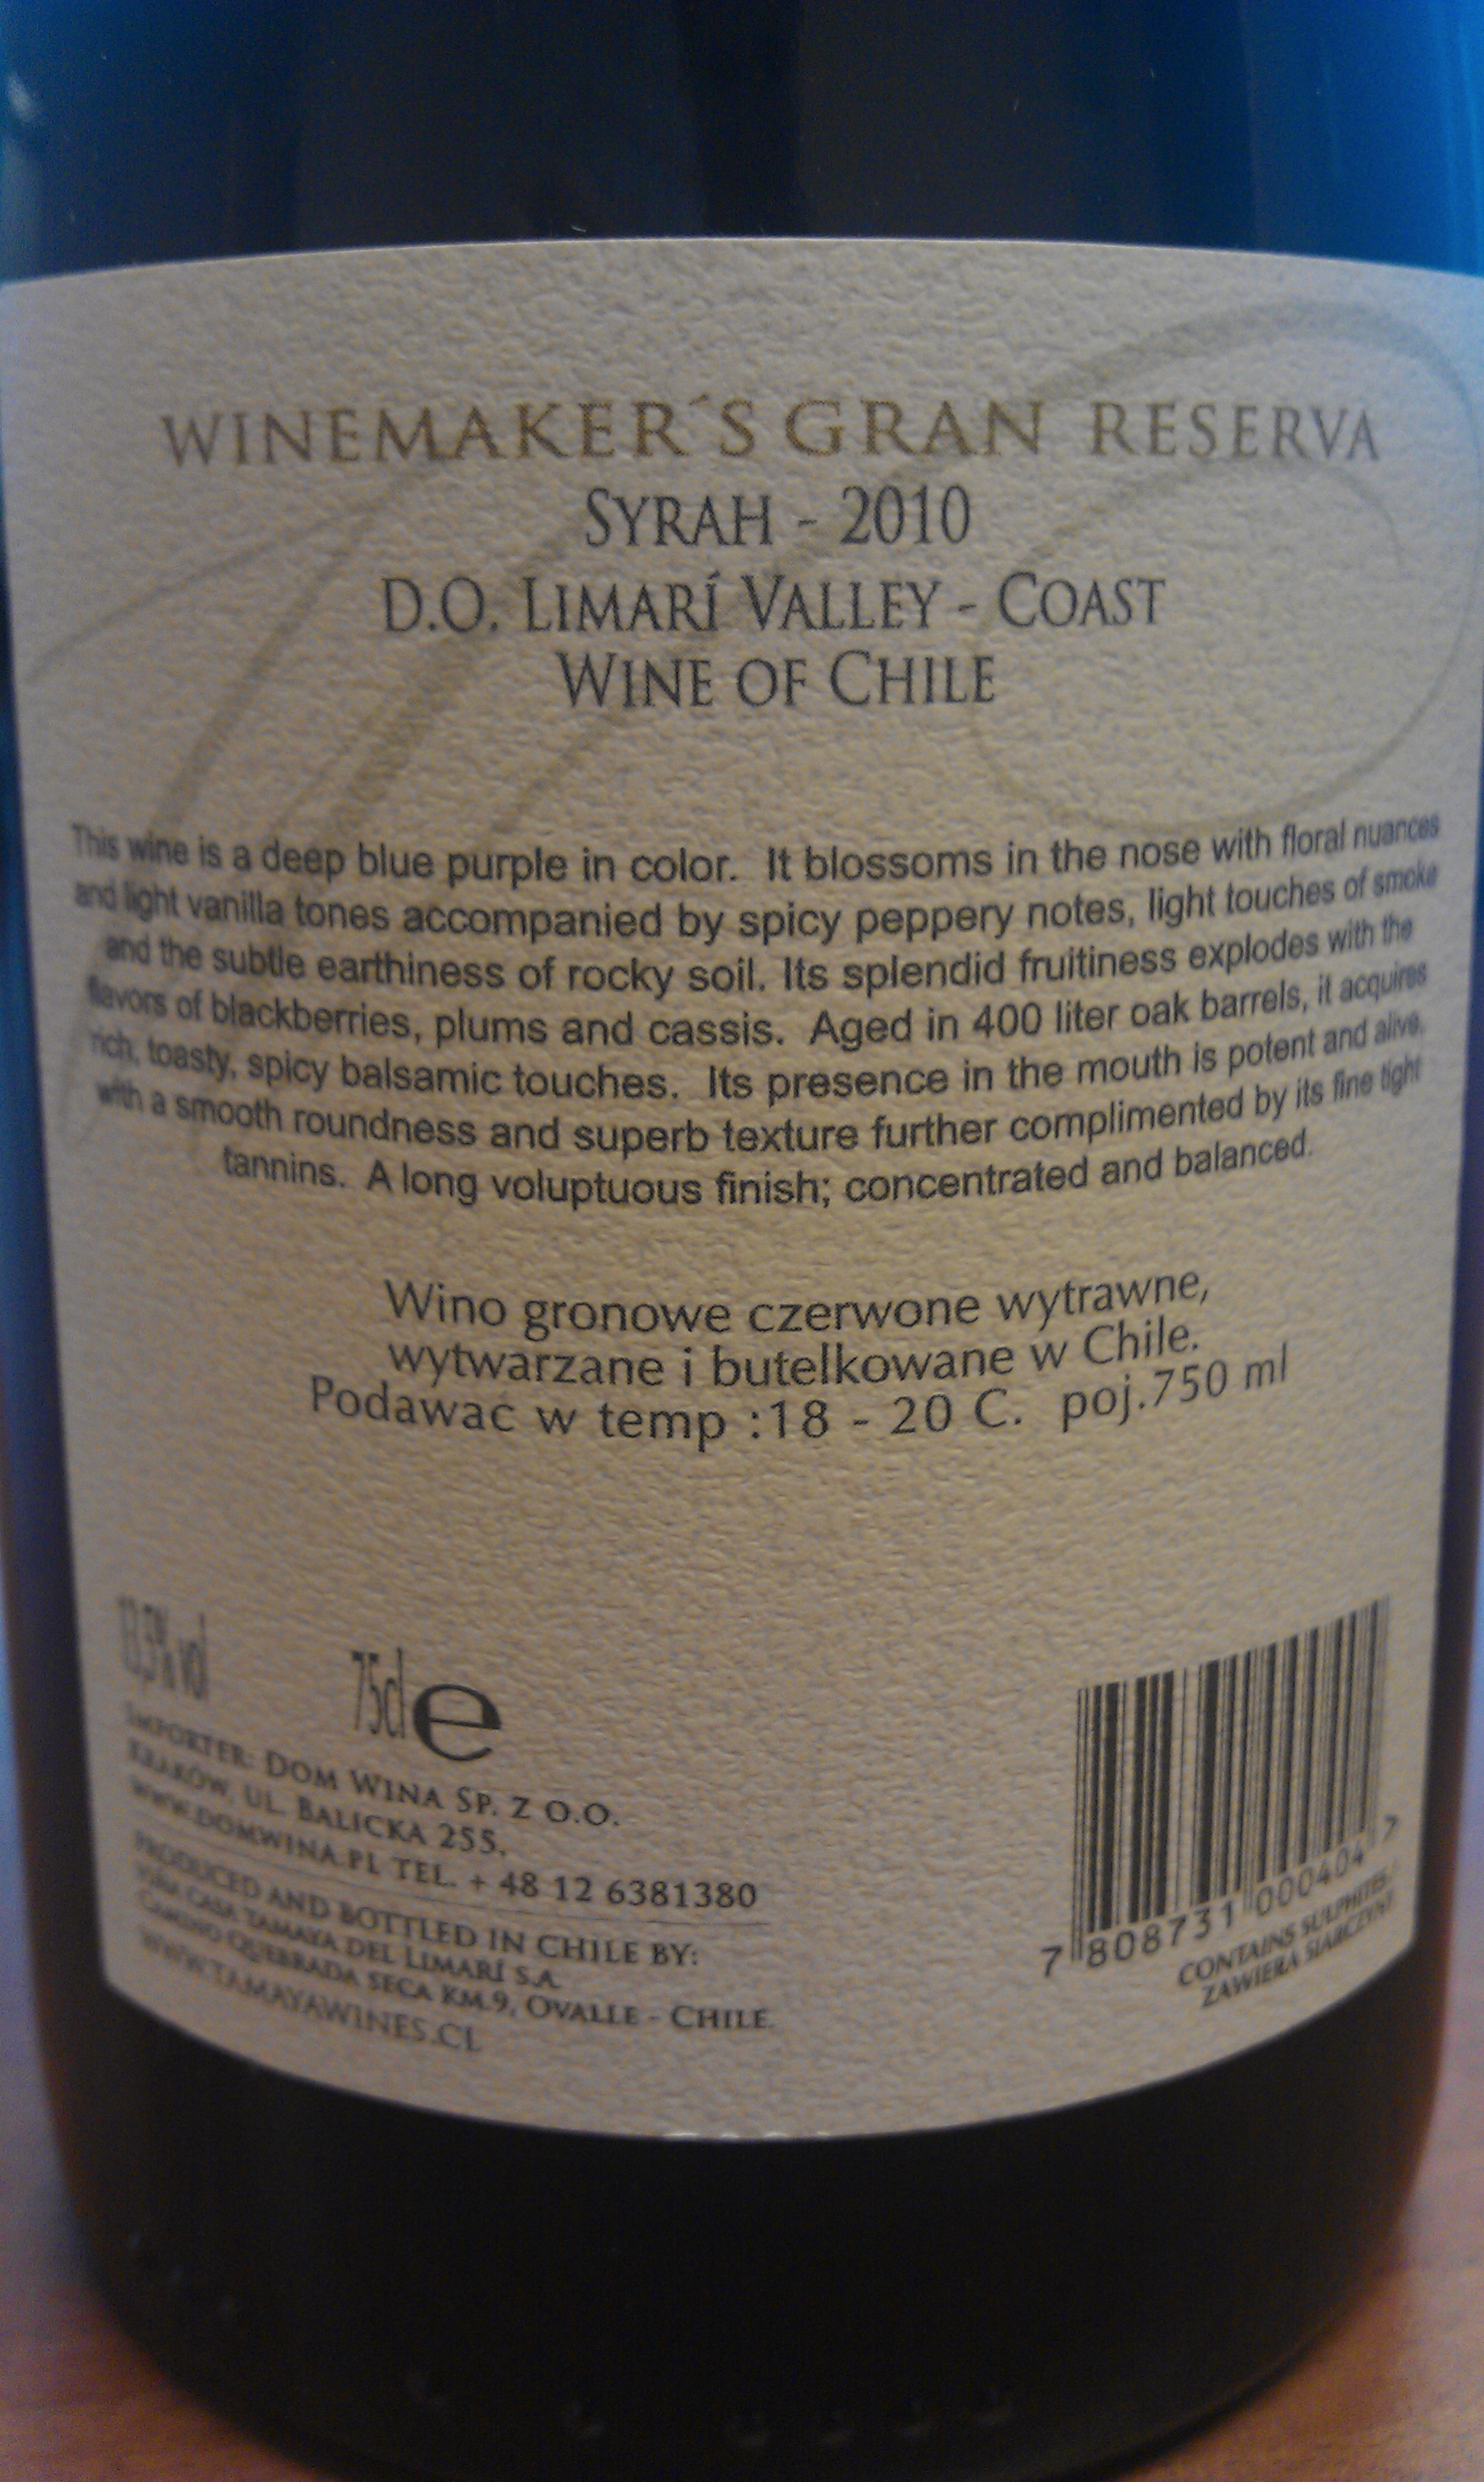 WINEMAKER´S GRAN RESERVA
SYRAH - 2010
D.O. LIMARÍ VALLEY - COAST
WINE OF CHILE
This wine is a deep blue purple in color. It blossoms in the nose with floral nuances
and light vanilla tones accompanied by spicy peppery notes, light touches of smoke
and the subtle earthiness of rocky soil. Its splendid fruitiness explodes with the
flavors of blackberries, plums and cassis. Aged in 400 liter oak barrels, it acquires
rich, toasty, spicy balsamic touches. Its presence in the mouth is potent and alive,
with a smooth roundness and superb texture further complimented by its fine tight
tannins. A long voluptuous finish; concentrated and balanced.
Wino gronowe czerwone wytrawne,
wytwarzane i butelkowane w Chile.
Podawac w temp :18 - 20 C. poj.750 ml
13,5% vol 75cl e
IMPORTER: DOM WINA SP. Z O.O.
KRAKÓW, UL. BALICKA 255,
WWW.DOMWINA.PL TEL. + 48 12 6381380
PRODUCED AND BOTTLED IN CHILE BY:
VIÑA CASA TAMAYA DEL LIMARÍ S.A.
CAMINO QUEBRADA SECA KM.9, OVALLE - CHILE.
WWW.TAMAYAWINES.CL
7 808731 000404 7
CONTAINS SULPHITES /
ZAWIERA SIARCZYNY